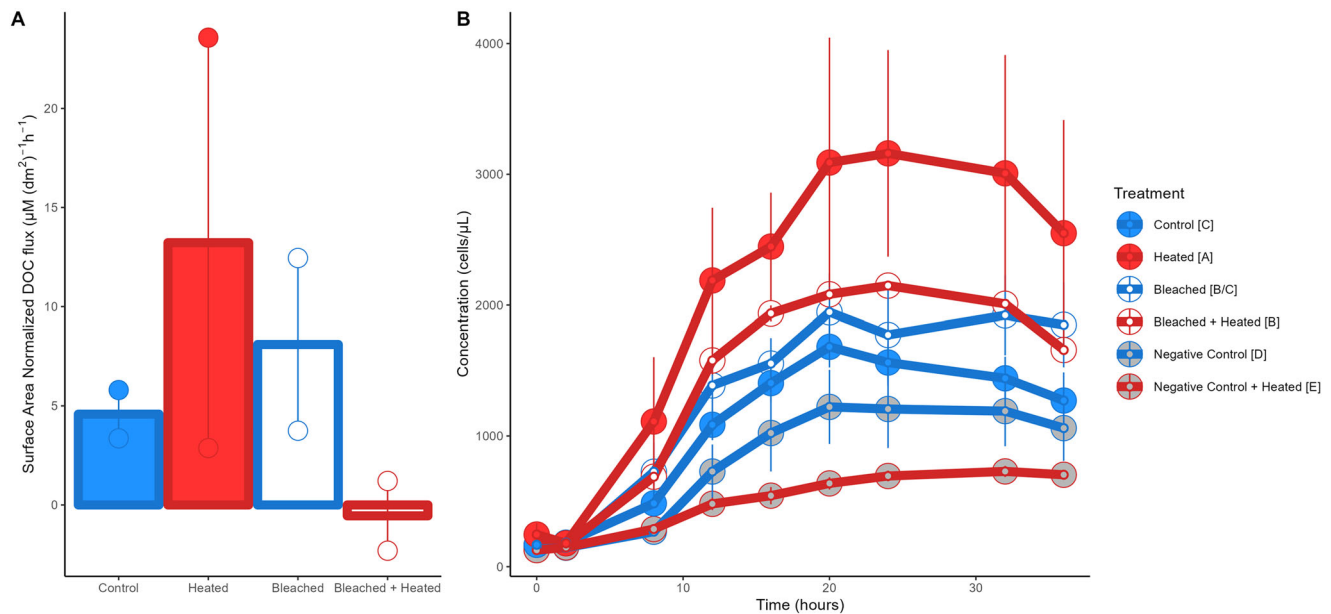 A
Surface Area Normalized DOC flux (µM (dm²)⁻¹h⁻¹)
20
15
10
5
0
Control
Heated
Bleached
Bleached + Heated
B
Concentration (cells/µL)
4000
3000
2000
1000
0
0
10
20
30
Time (hours)
Treatment
Control [C]
Heated [A]
Bleached [B/C]
Bleached + Heated [B]
Negative Control [D]
Negative Control + Heated [E]